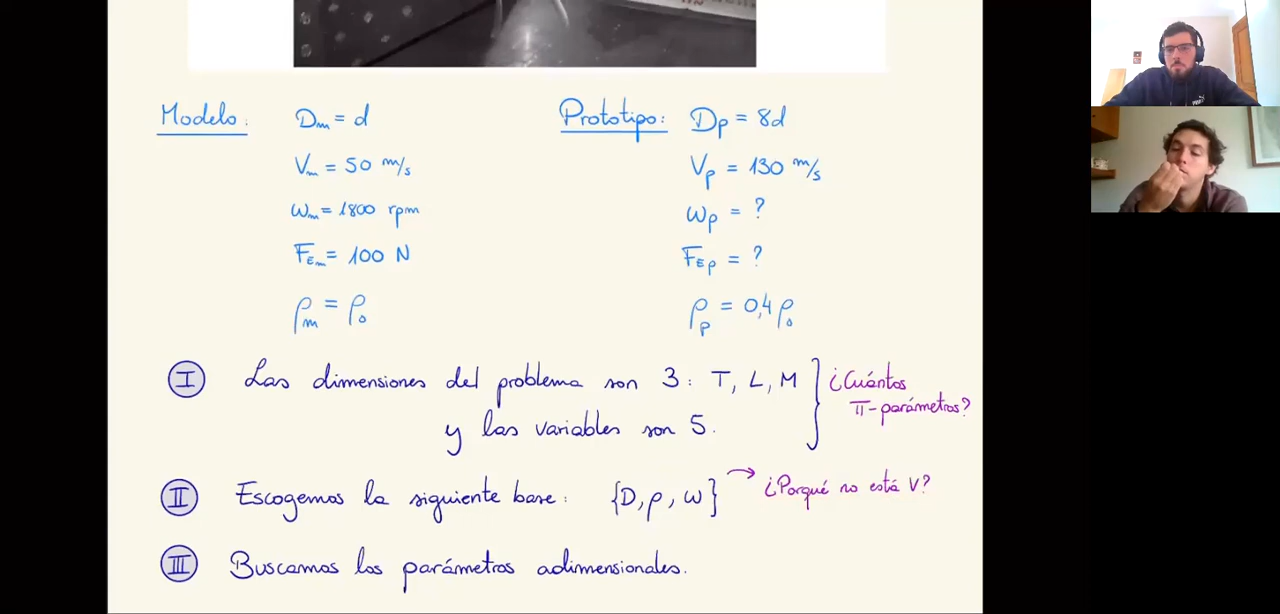 Modelo:
Dm = d
Vm = 50 m/s
ωm = 1800 rpm
FEm = 100 N
ρm = ρo
Prototipo:
Dp = 8d
Vp = 130 m/s
ωp = ?
FEp = ?
ρp = 0,4 ρo
I Las dimensiones del problema son 3: T, L, M
y las variables son 5.
¿Cuántos
π-parámetros?
II Escogemos la siguiente base: {D, ρ, ω} → ¿Porqué no está V?
III Buscamos los parámetros adimensionales.